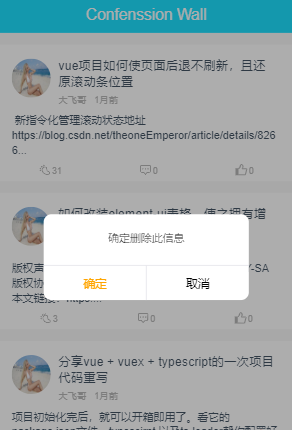 Confenssion Wall
vue项目如何使页面后退不刷新，且还
原滚动条位置
大飞哥 1月前
新指令化管理滚动状态地址
https://blog.csdn.net/theoneEmperor/article/details/826
6...
31 0 0
如何改装element-ui表格，使之拥有增
确定删除此信息
版权声
Y-SA
版权协
本文链接
确定 取消
3 0 0
分享vue + vuex + typescript的一次项目
代码重写
大飞哥 1月前
项目初始化完后，就可以开箱即用了。看它的